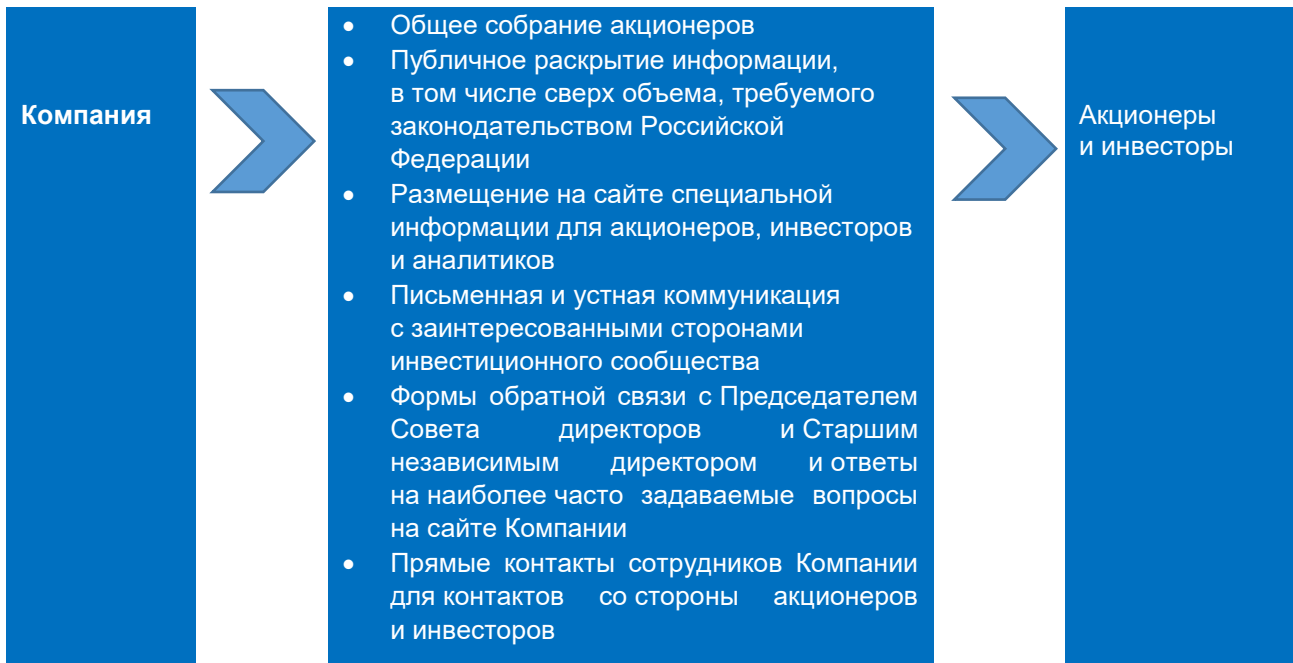 Компания
• Общее собрание акционеров
• Публичное раскрытие информации,
в том числе сверх объема, требуемого
законодательством Российской
Федерации
• Размещение на сайте специальной
информации для акционеров, инвесторов
и аналитиков
• Письменная и устная коммуникация
с заинтересованными сторонами
инвестиционного сообщества
• Формы обратной связи с Председателем
Совета директоров и Старшим
независимым директором и ответы
на наиболее часто задаваемые вопросы
на сайте Компании
• Прямые контакты сотрудников Компании
для контактов со стороны акционеров
и инвесторов
Акционеры
и инвесторы